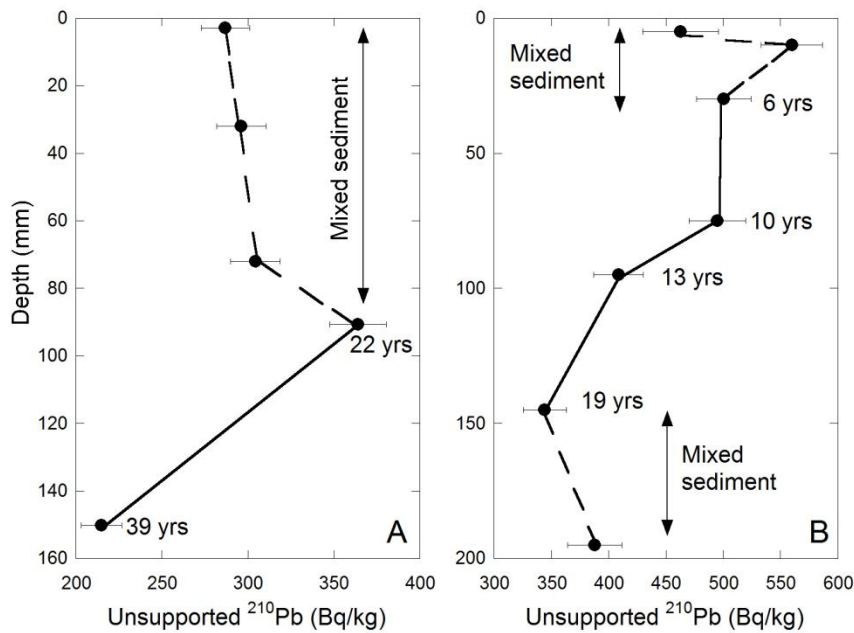 0
20
40
60
80
100
120
140
160
Depth (mm)
200
250
300
350
400
Unsupported ²¹⁰Pb (Bq/kg)
Mixed sediment
22 yrs
39 yrs
A
0
50
100
150
200
300
350
400
450
500
550
600
Unsupported ²¹⁰Pb (Bq/kg)
Mixed
sediment
6 yrs
10 yrs
13 yrs
19 yrs
Mixed
sediment
B